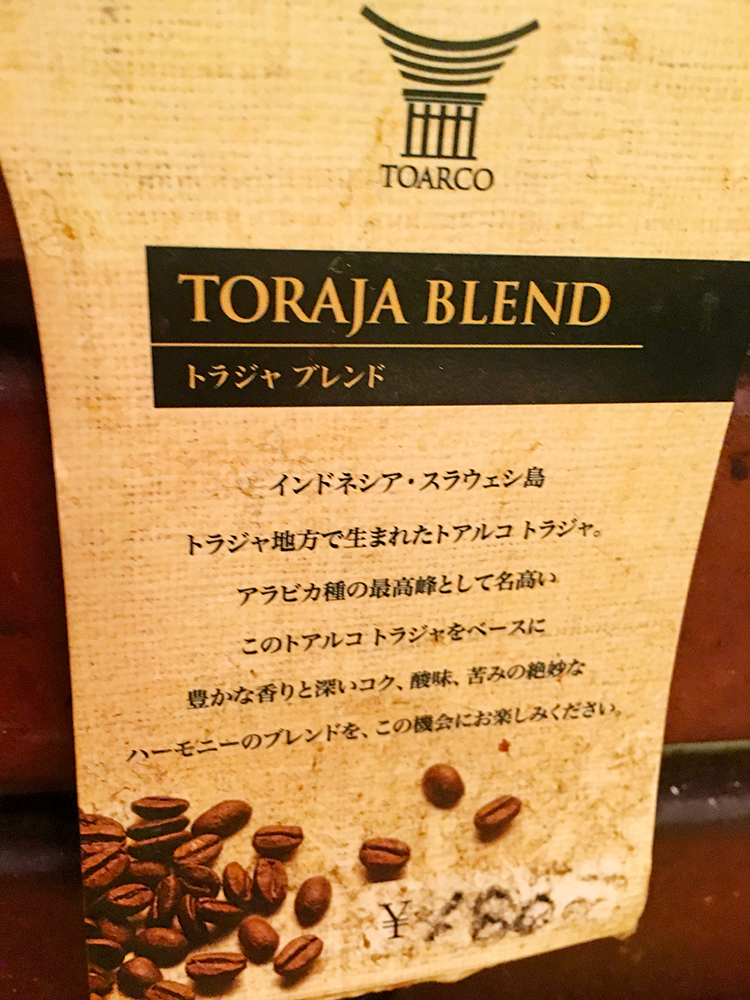 TOARCO
TORAJA BLEND
トラジャ ブレンド
インドネシア・スラウェシ島
トラジャ地方で生まれたトアルコ トラジャ。
アラビカ種の最高峰として名高い
このトアルコ トラジャをベースに
豊かな香りと深いコク、酸味、苦みの絶妙な
ハーモニーのブレンドを、この機会にお楽しみください。
¥